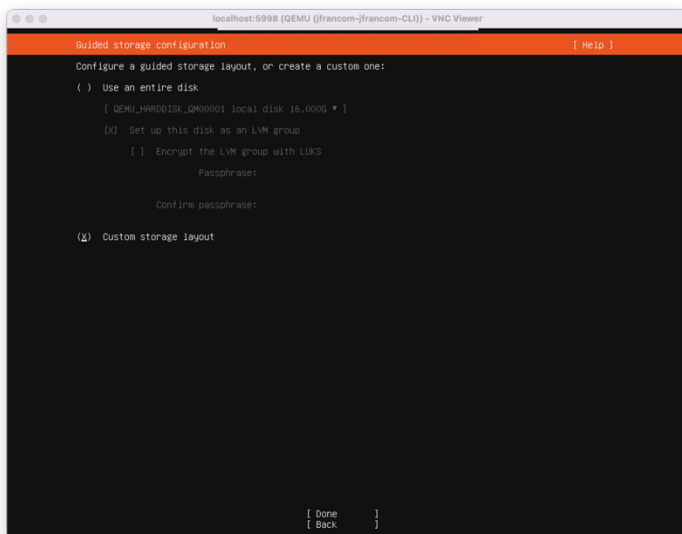 localhost:5998 (QEMU (jfrancom-jfrancom-CLI)) - VNC Viewer
Guided storage configuration [ Help ]
Configure a guided storage layout, or create a custom one:
( ) Use an entire disk
[ QEMU_HARDDISK_QM00001 local disk 16.000G ▾ ]
[X] Set up this disk as an LVM group
[ ] Encrypt the LVM group with LUKS
Passphrase:
Confirm passphrase:
(X) Custom storage layout
[ Done ]
[ Back ]